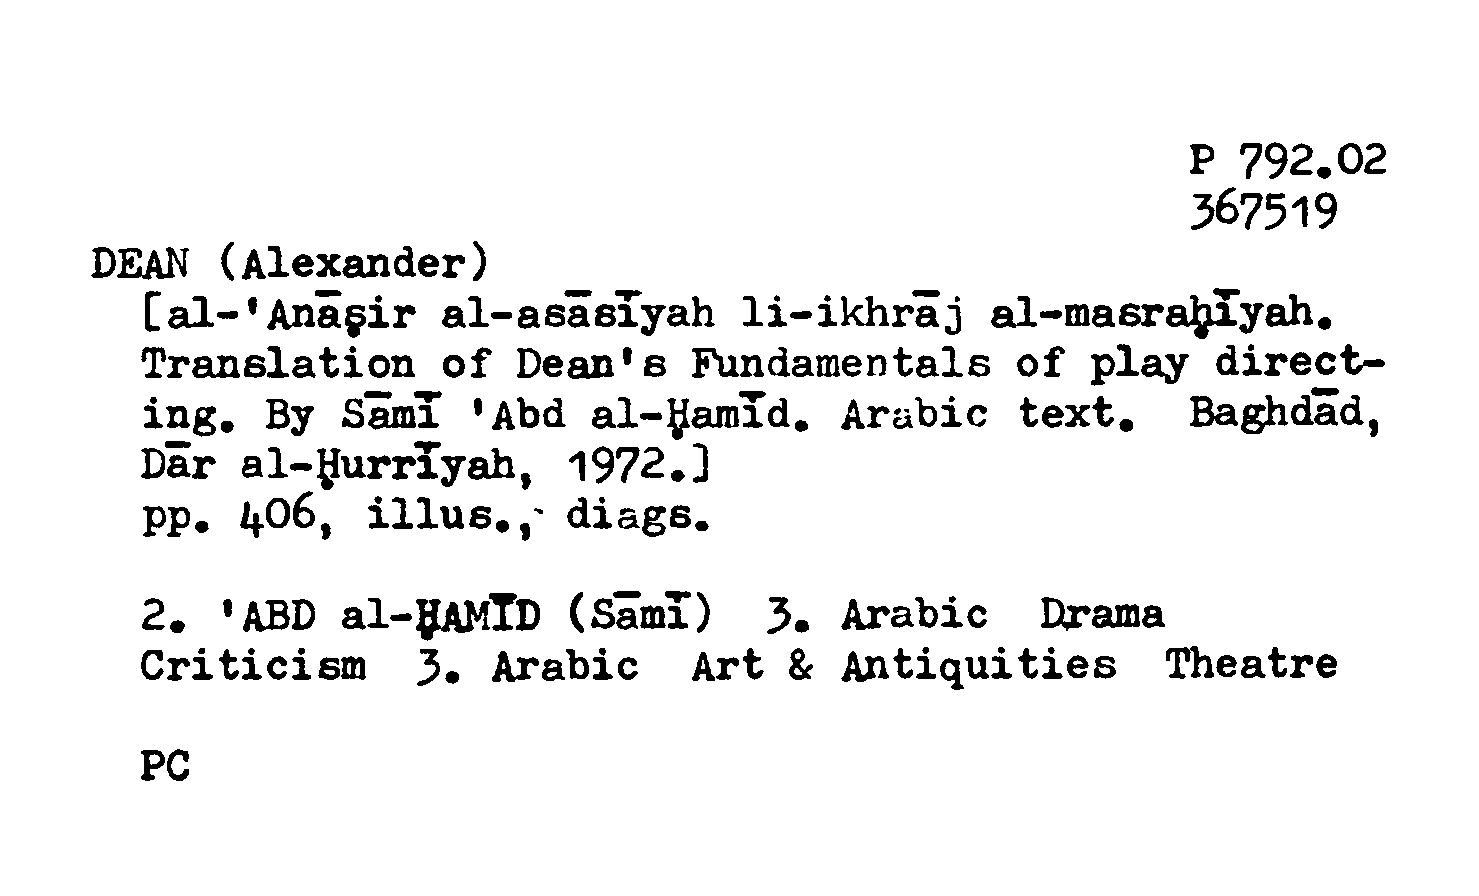 P 792.02
367519
DEAN (Alexander)
[al-'Anāṣir al-asāsīyah li-ikhrāj al-masraḥīyah.
Translation of Dean's Fundamentals of play direct-
ing. By Sāmī 'Abd al-Ḥamīd. Arabic text. Baghdād,
Dār al-Ḥurrīyah, 1972.]
pp. 406, illus., diags.
2. 'ABD al-ḤAMĪD (Sāmī) 3. Arabic Drama
Criticism 3. Arabic Art & Antiquities Theatre
PC